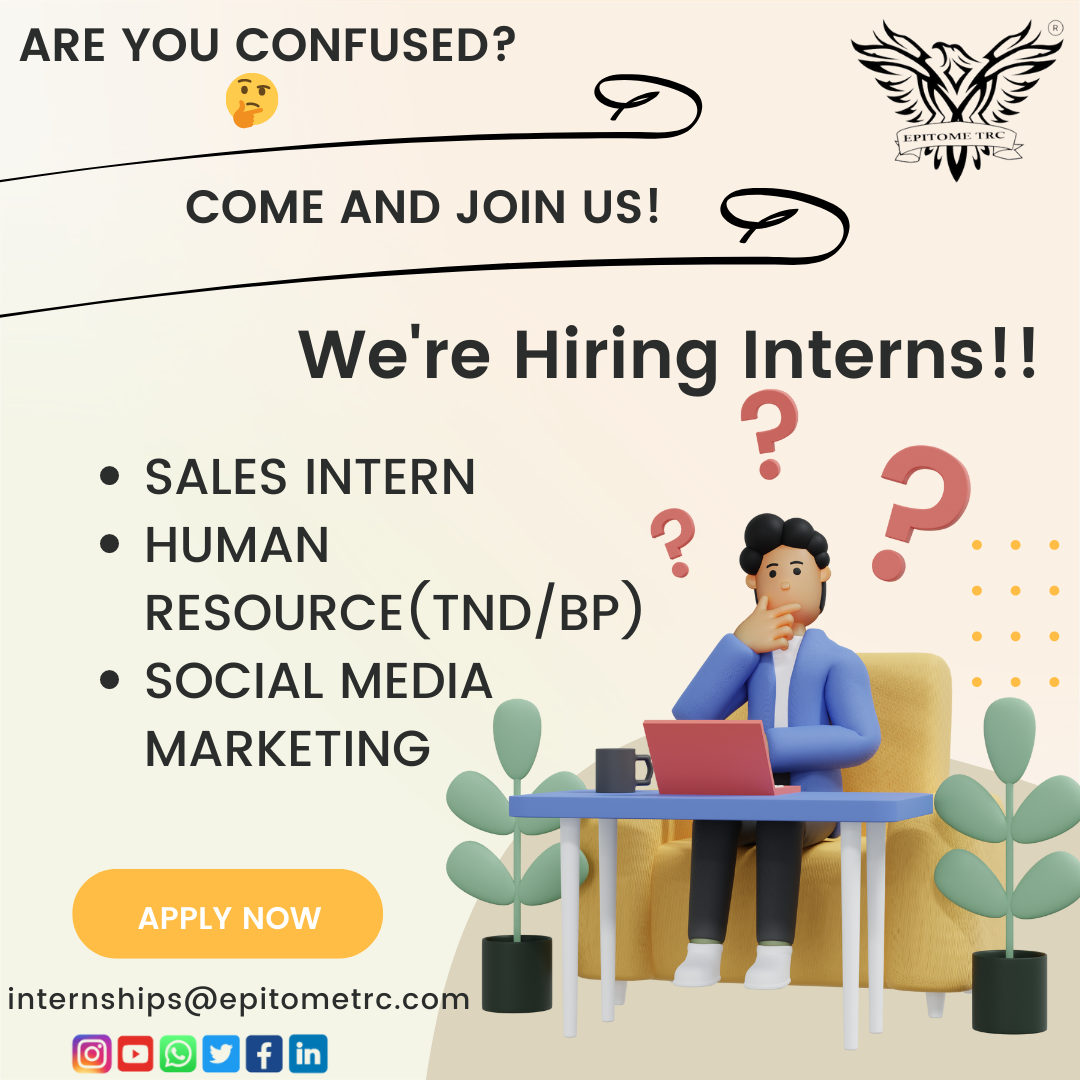 ARE YOU CONFUSED?
®
EPITOME TRC
COME AND JOIN US!
We're Hiring Interns!!
? ? ?
• SALES INTERN
• HUMAN
RESOURCE(TND/BP)
• SOCIAL MEDIA
MARKETING
APPLY NOW
internships@epitometrc.com